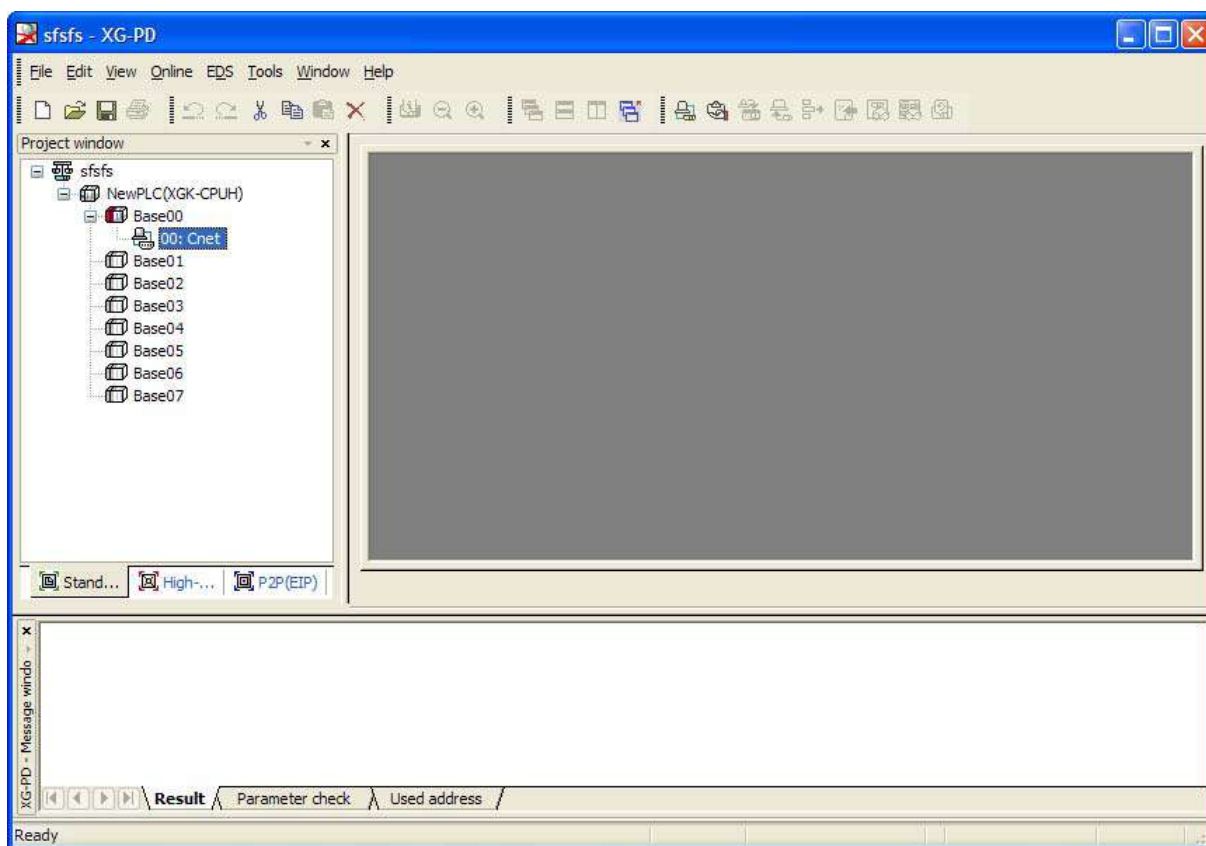 sfsfs - XG-PD
File Edit View Online EDS Tools Window Help
Project window
sfsfs
NewPLC(XGK-CPUH)
Base00
00: Cnet
Base01
Base02
Base03
Base04
Base05
Base06
Base07
Stand... High-... P2P(EIP)
XG-PD - Message windo
Result Parameter check Used address
Ready